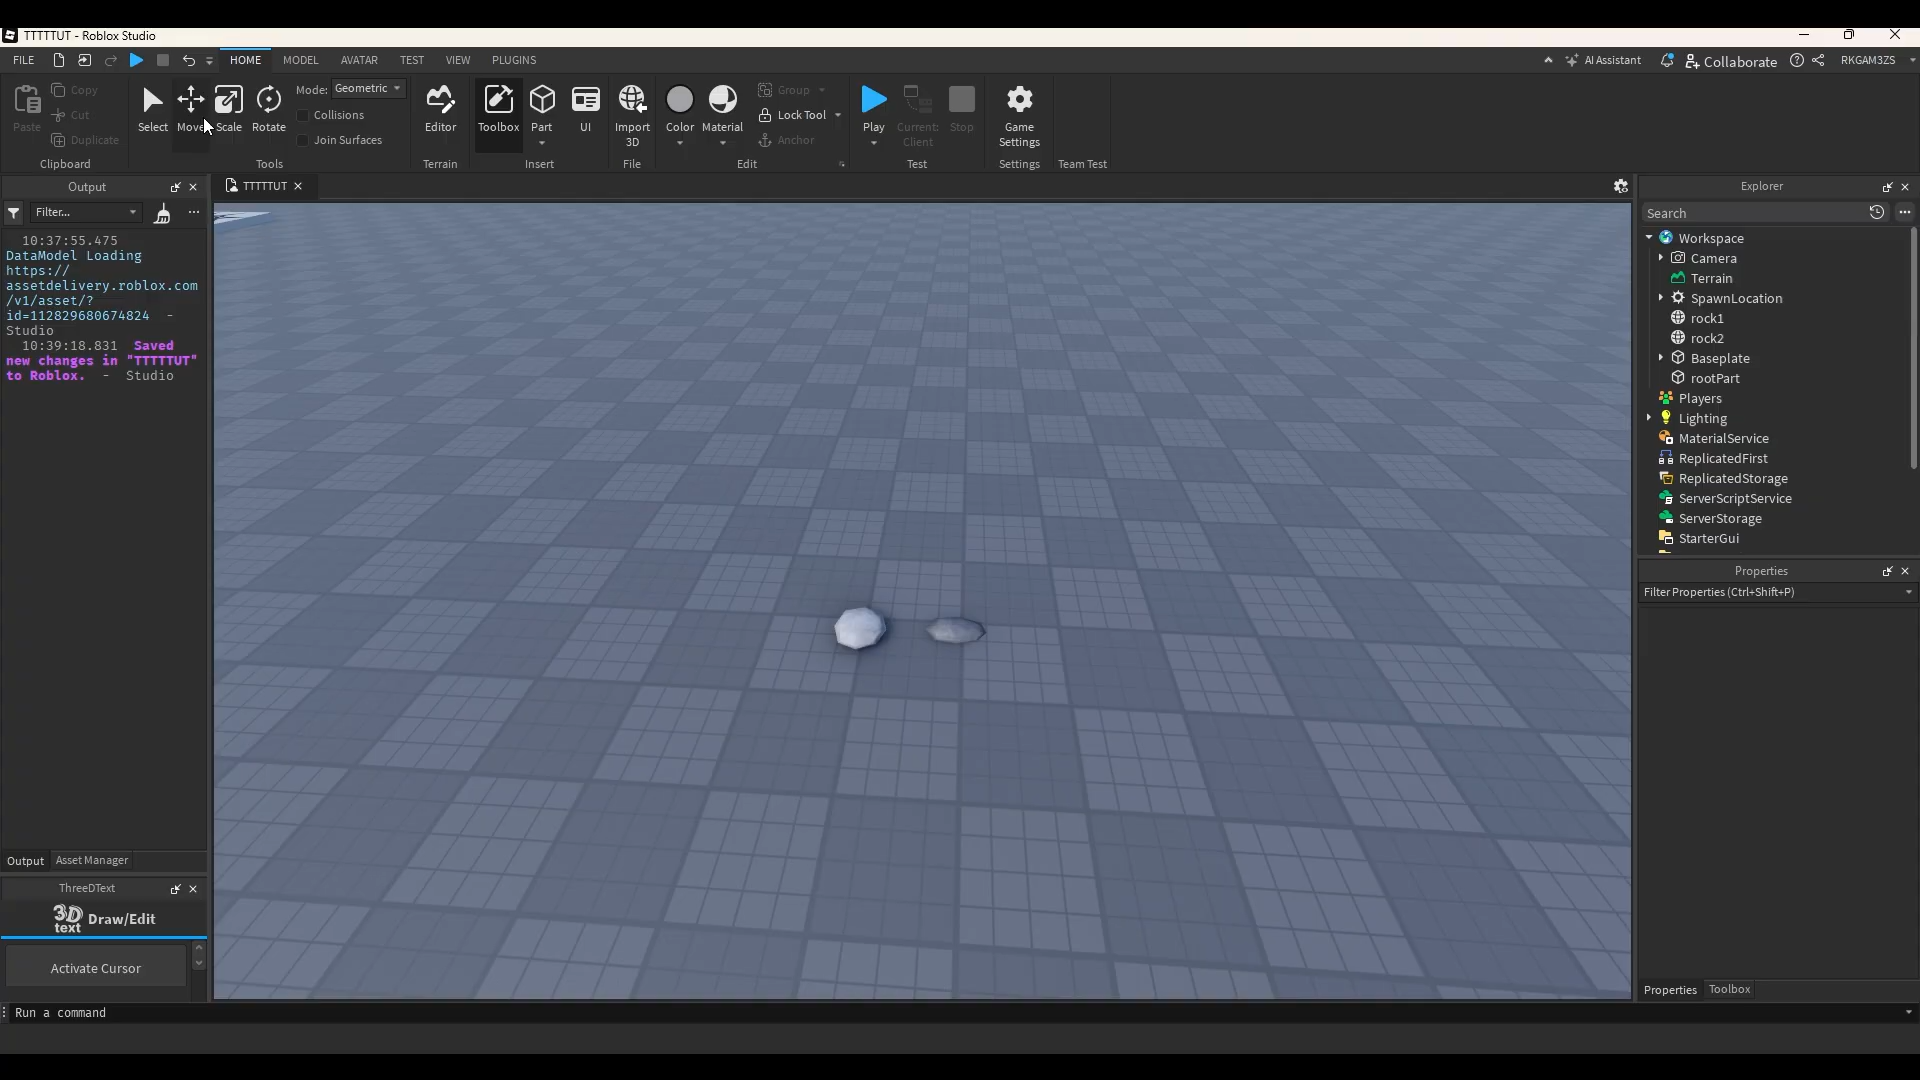 TTTTTUT - Roblox Studio
FILE
HOME
MODEL
AVATAR
TEST
VIEW
PLUGINS
AI Assistant
Collaborate
RKGAM3ZS
Paste
Copy
Cut
Duplicate
Clipboard
Select
Move
Scale
Rotate
Mode: Geometric
Collisions
Join Surfaces
Tools
Editor
Terrain
Toolbox
Part
UI
Insert
Import
3D
File
Color
Material
Group
Lock Tool
Anchor
Edit
Play
Current:
Client
Stop
Test
Game
Settings
Settings
Team Test
Output
Filter...
10:37:55.475
DataModel Loading
https://
assetdelivery.roblox.com
/v1/asset/?
id=112829680674824 -
Studio
10:39:18.831 Saved
new changes in "TTTTTUT"
to Roblox. - Studio
Output
Asset Manager
ThreeDText
3D
text
Draw/Edit
Activate Cursor
Run a command
TTTTTUT
Explorer
Search
Workspace
Camera
Terrain
SpawnLocation
rock1
rock2
Baseplate
rootPart
Players
Lighting
MaterialService
ReplicatedFirst
ReplicatedStorage
ServerScriptService
ServerStorage
StarterGui
Properties
Filter Properties (Ctrl+Shift+P)
Properties
Toolbox